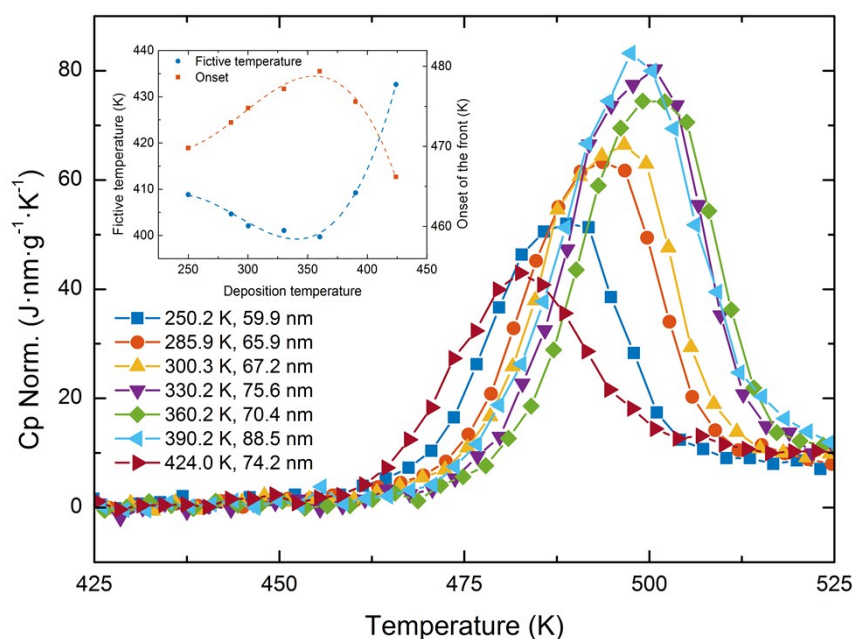 Cp Norm. (J·nm·g⁻¹·K⁻¹)
80
60
40
20
0
425
450
475
500
525
Temperature (K)
Fictive temperature (K)
440
430
420
410
400
Fictive temperature
Onset
480
470
460
Onset of the front (K)
250
300
350
400
450
Deposition temperature
250.2 K, 59.9 nm
285.9 K, 65.9 nm
300.3 K, 67.2 nm
330.2 K, 75.6 nm
360.2 K, 70.4 nm
390.2 K, 88.5 nm
424.0 K, 74.2 nm